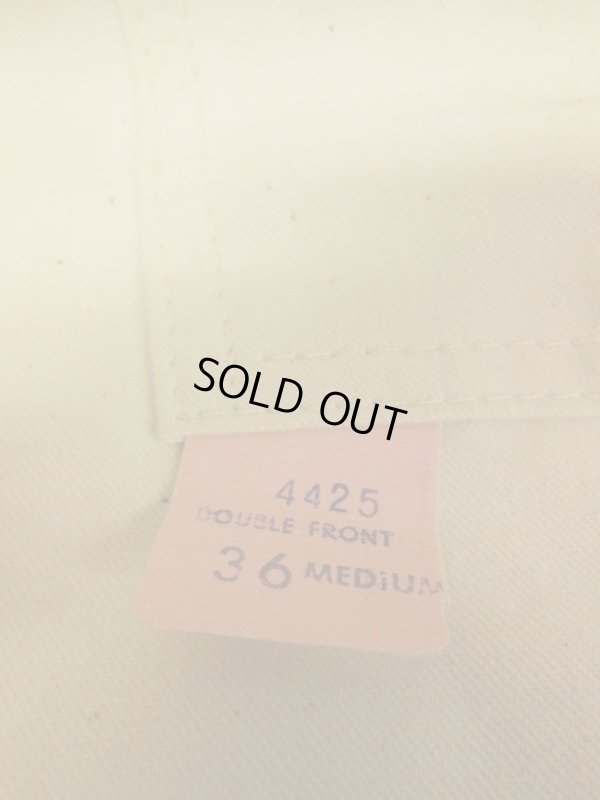 SOLD OUT
4425
DOUBLE FRONT
36 MEDIUM